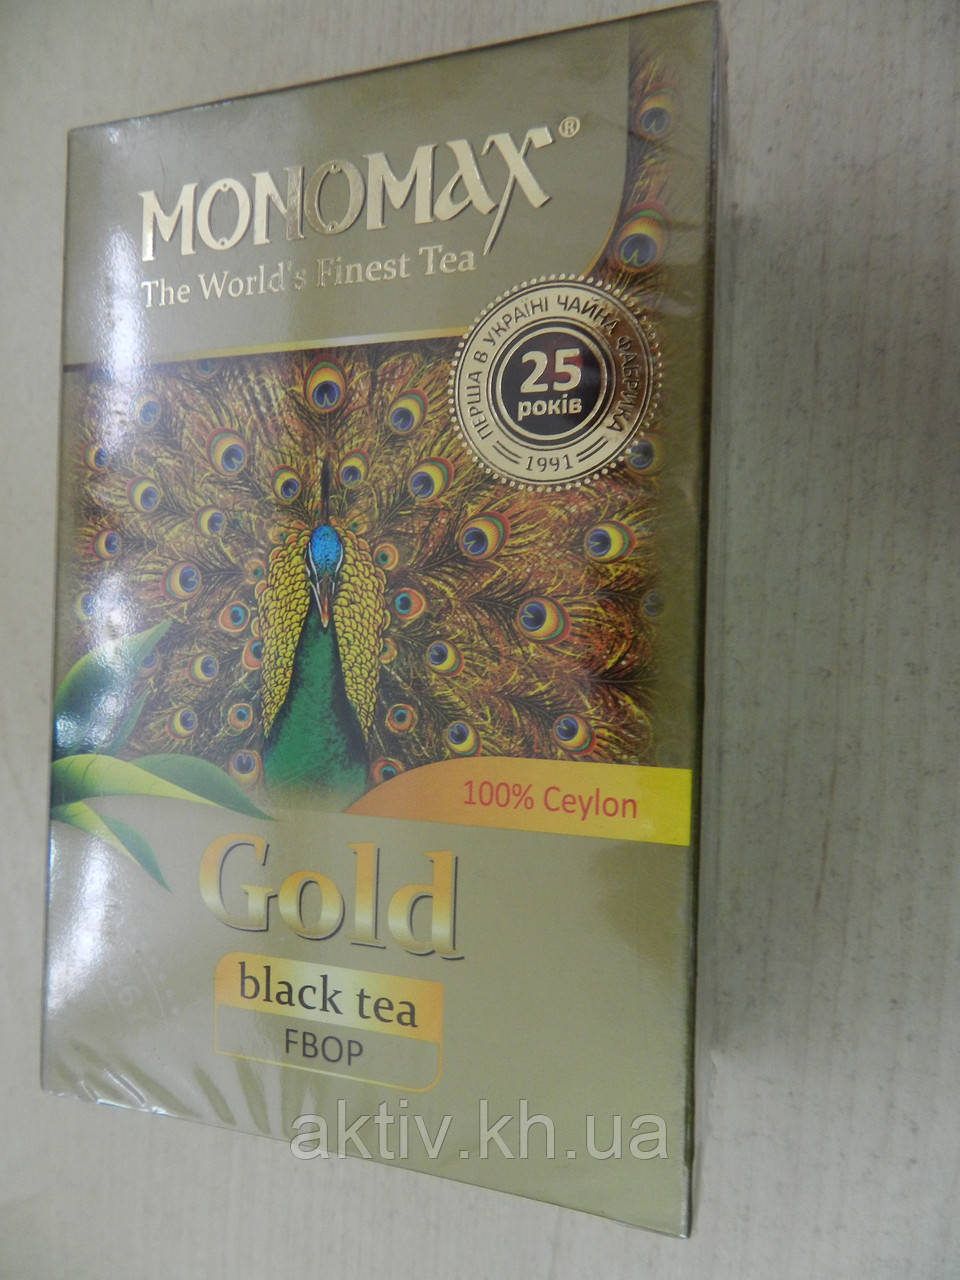 MONOMAX®
The World's Finest Tea
ПЕРША В УКРАЇНІ ЧАЙНА ФАБРИКА
25
років
1991
100% Ceylon
Gold
black tea
FBOP
aktiv.kh.ua